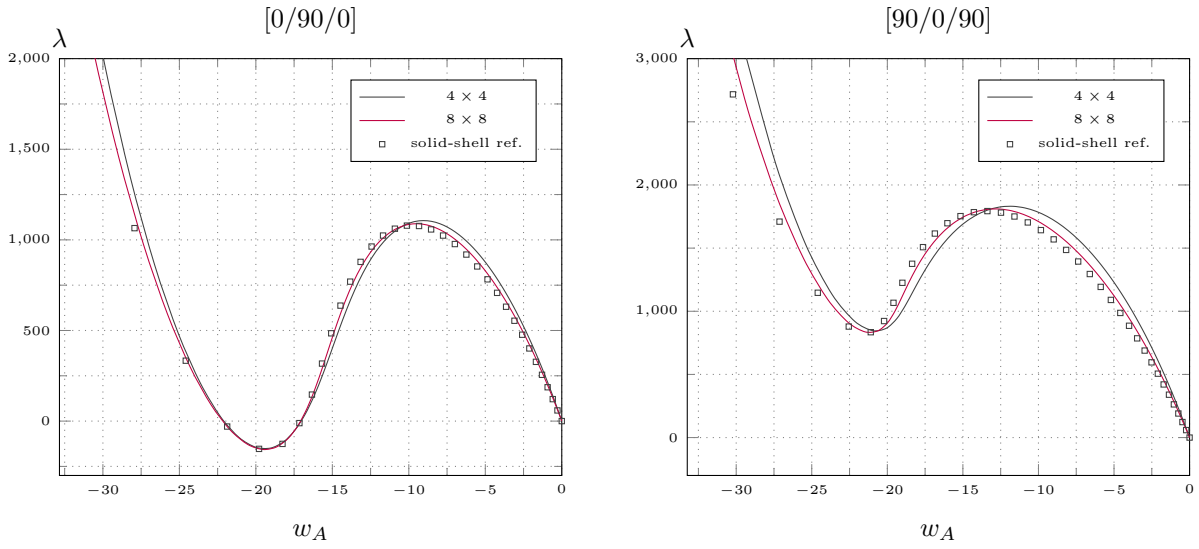 [0/90/0]
λ
2,000
1,500
1,000
500
0
−30 −25 −20 −15 −10 −5 0
w_A
4 × 4
8 × 8
solid-shell ref.
[90/0/90]
λ
3,000
2,000
1,000
0
−30 −25 −20 −15 −10 −5 0
w_A
4 × 4
8 × 8
solid-shell ref.